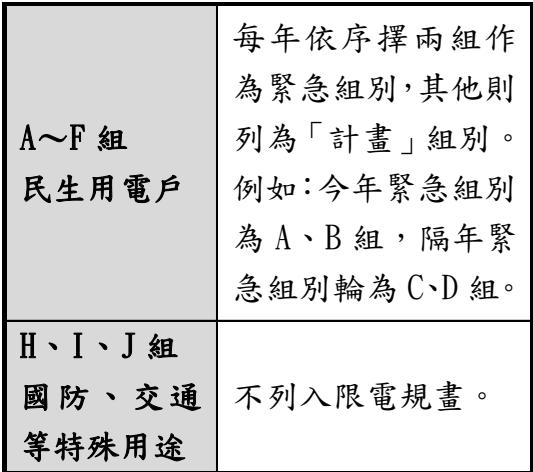 A～F 組
民生用電戶
每年依序擇兩組作
為緊急組別，其他則
列為「計畫」組別。
例如：今年緊急組別
為 A、B 組，隔年緊
急組別輪為 C、D 組。
H、I、J 組
國防、交通
等特殊用途
不列入限電規畫。